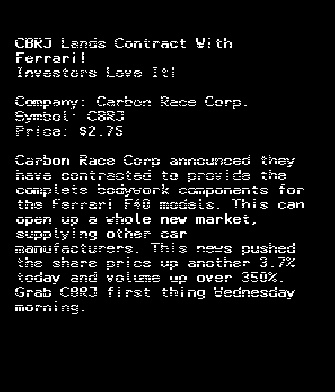 C8RJ Lands Contract With
Ferrari!
Investors Love It!
Company: Carbon Race Corp.
Symbol: C8RJ
Price: $2.75
Carbon Race Corp announced they
have contracted to provide the
complete bodywork components for
the Ferrari F40 models. This can
open up a whole new market,
supplying other car
manufacturers. This news pushed
the share price up another 3.7%
today and volume up over 350%.
Grab C8RJ first thing Wednesday
morning.